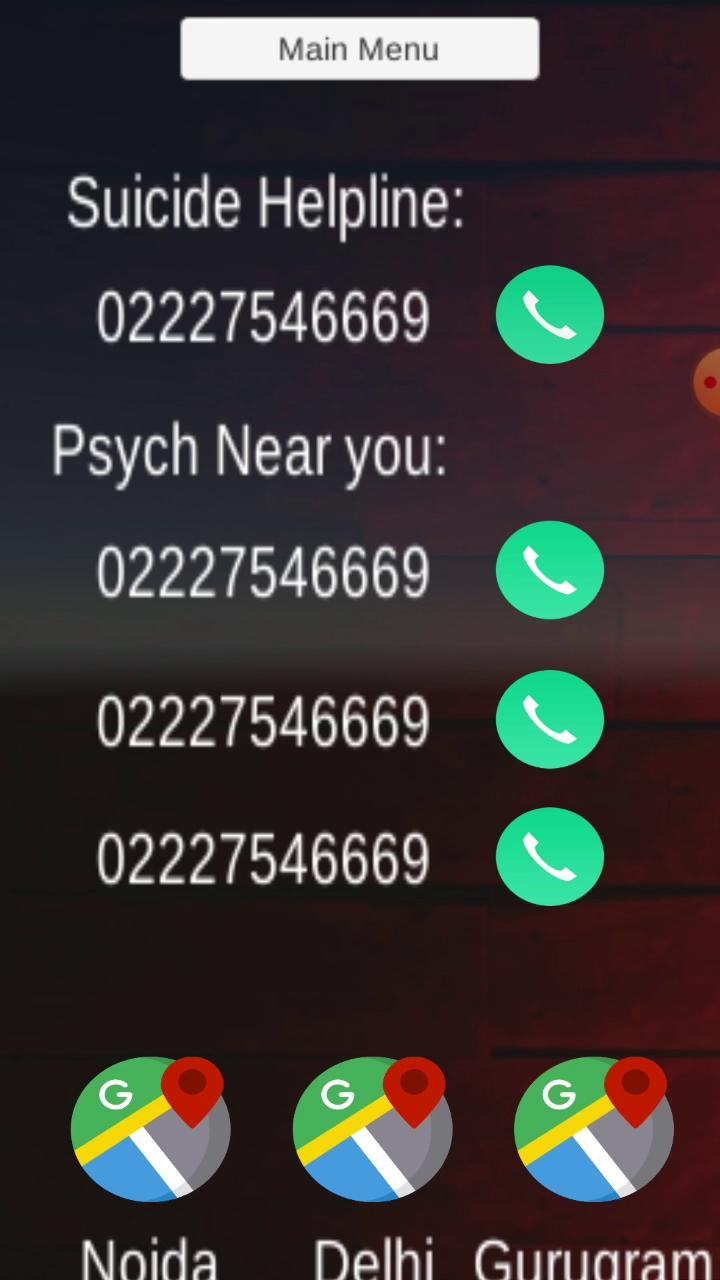 Main Menu
Suicide Helpline:
02227546669
Psych Near you:
02227546669
02227546669
02227546669
G G G
Noida Delhi Gurugram